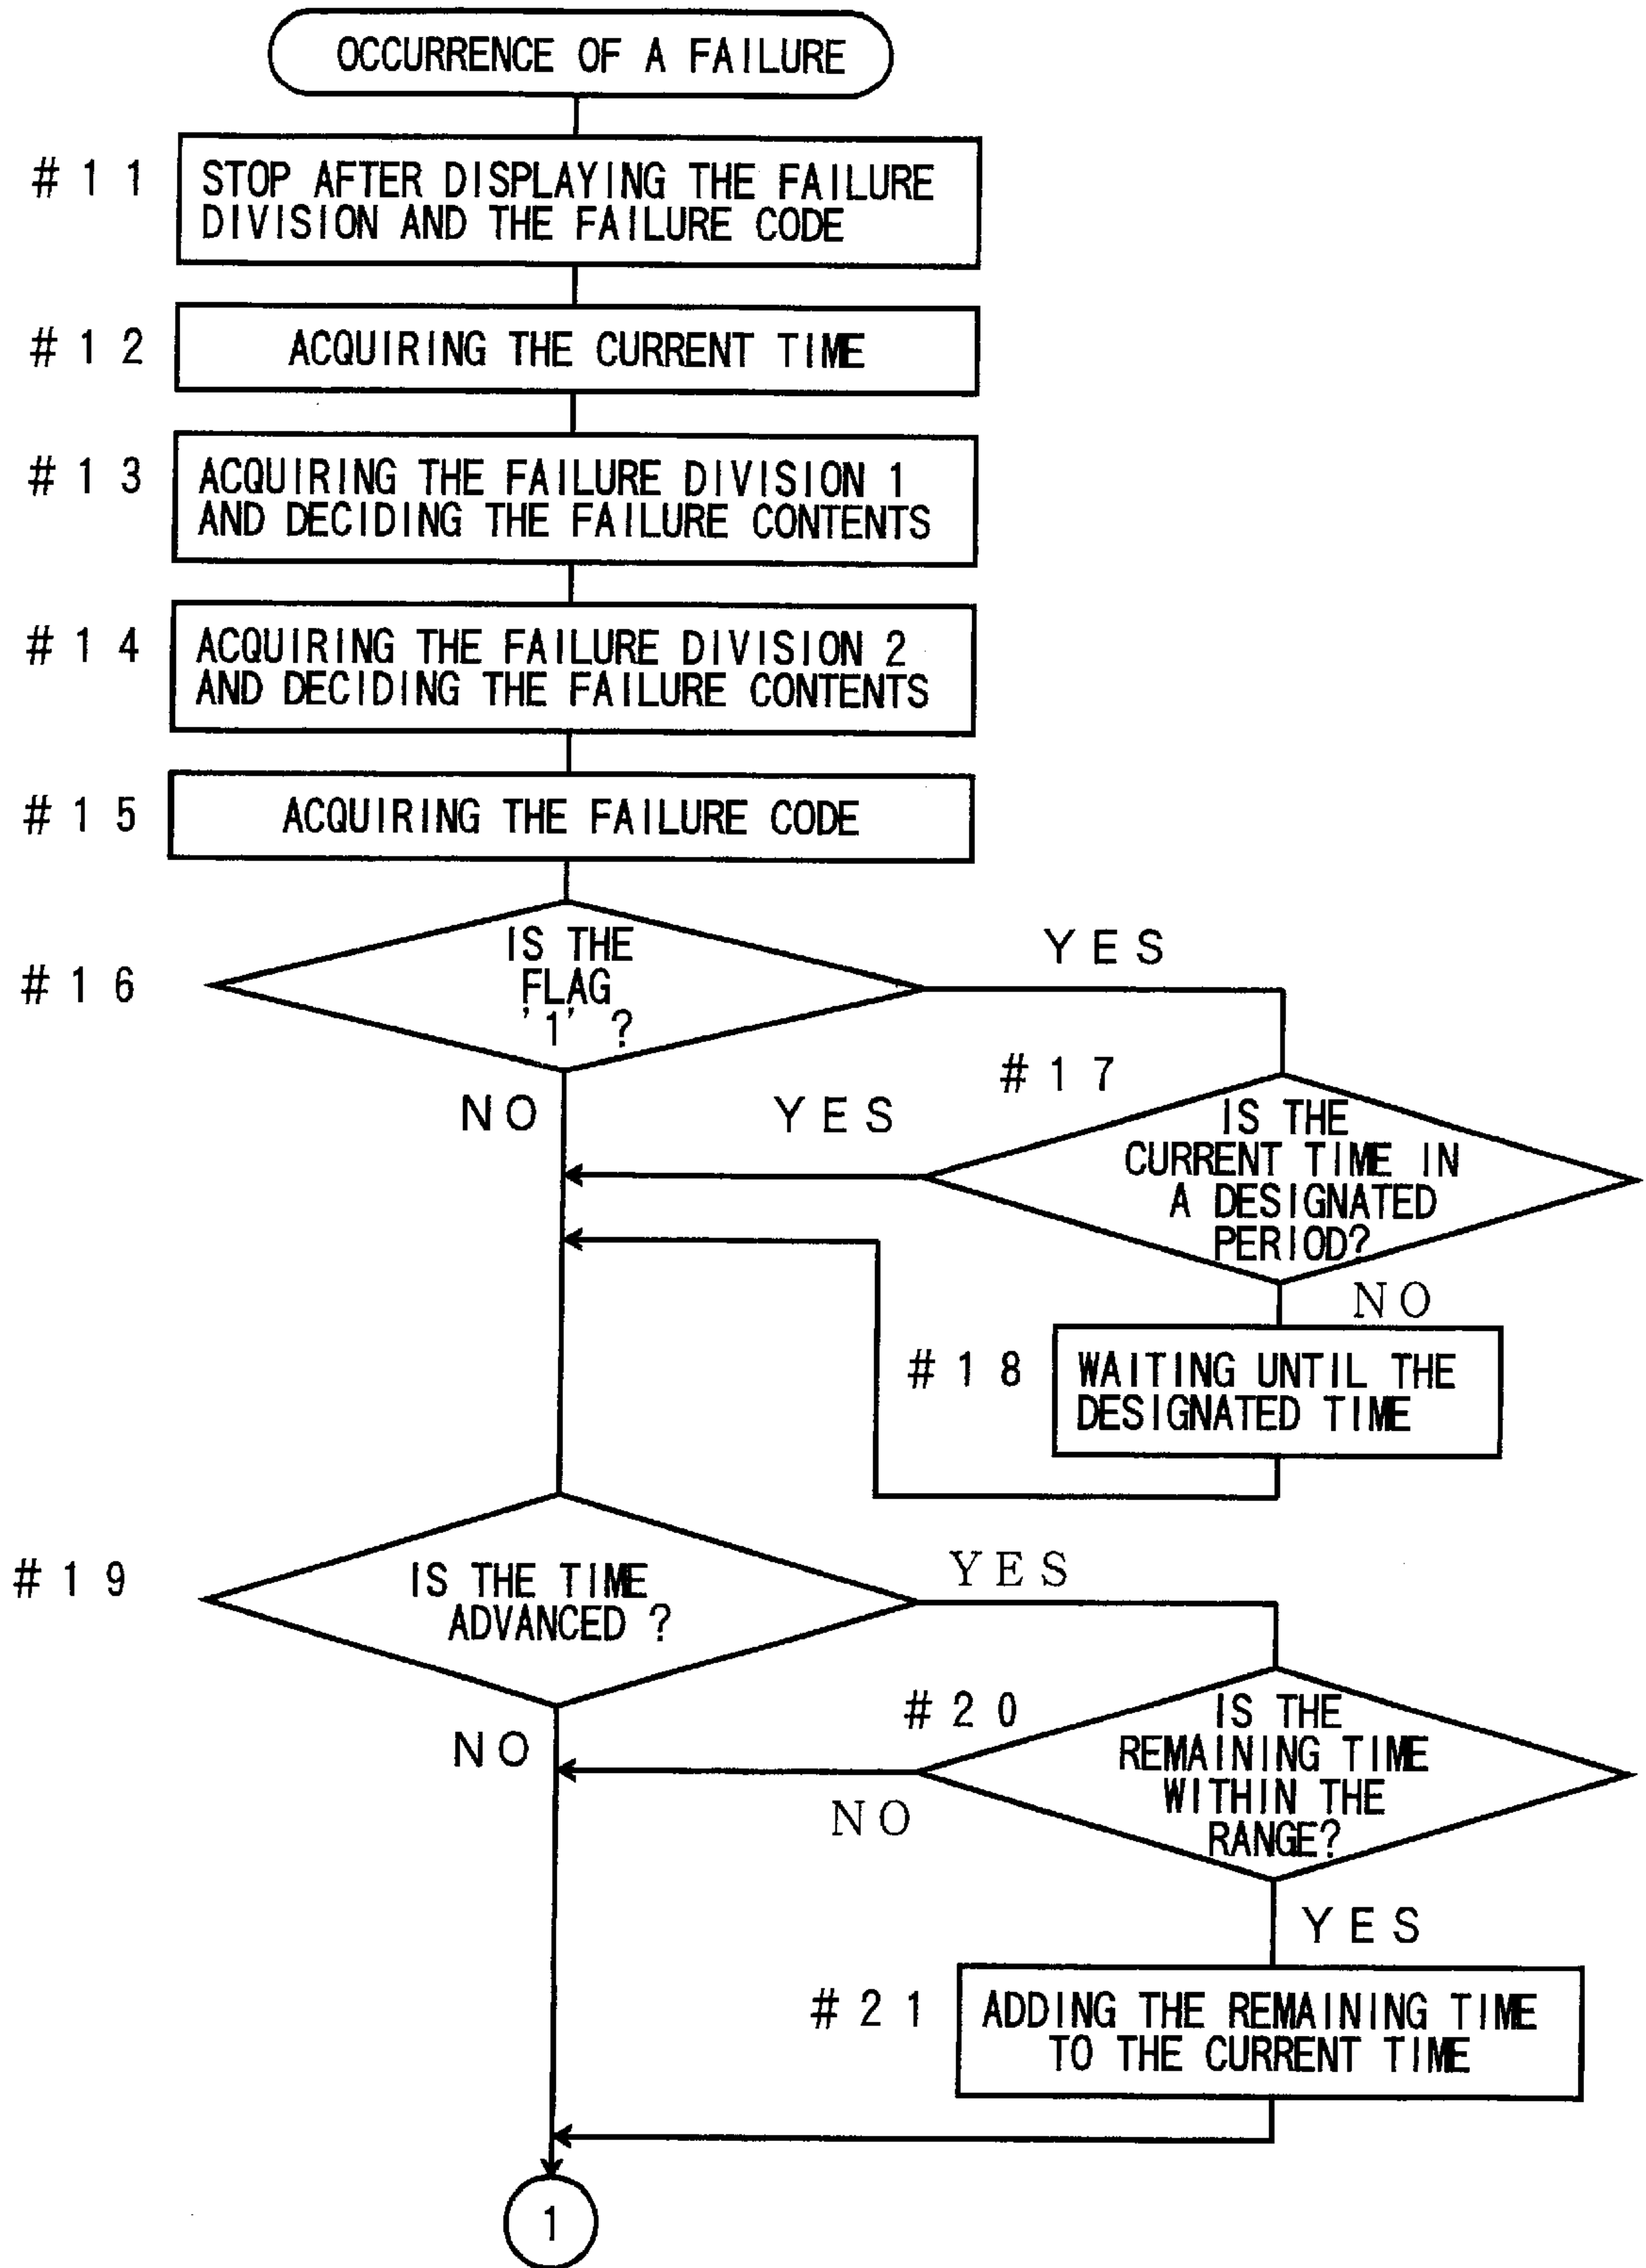 OCCURRENCE OF A FAILURE
#11
STOP AFTER DISPLAYING THE FAILURE
DIVISION AND THE FAILURE CODE
#12
ACQUIRING THE CURRENT TIME
#13
ACQUIRING THE FAILURE DIVISION 1
AND DECIDING THE FAILURE CONTENTS
#14
ACQUIRING THE FAILURE DIVISION 2
AND DECIDING THE FAILURE CONTENTS
#15
ACQUIRING THE FAILURE CODE
#16
IS THE
FLAG
'1' ?
YES
NO
#17
IS THE
CURRENT TIME IN
A DESIGNATED
PERIOD?
YES
NO
#18
WAITING UNTIL THE
DESIGNATED TIME
#19
IS THE TIME
ADVANCED ?
YES
NO
#20
IS THE
REMAINING TIME
WITHIN THE
RANGE?
NO
YES
#21
ADDING THE REMAINING TIME
TO THE CURRENT TIME
1